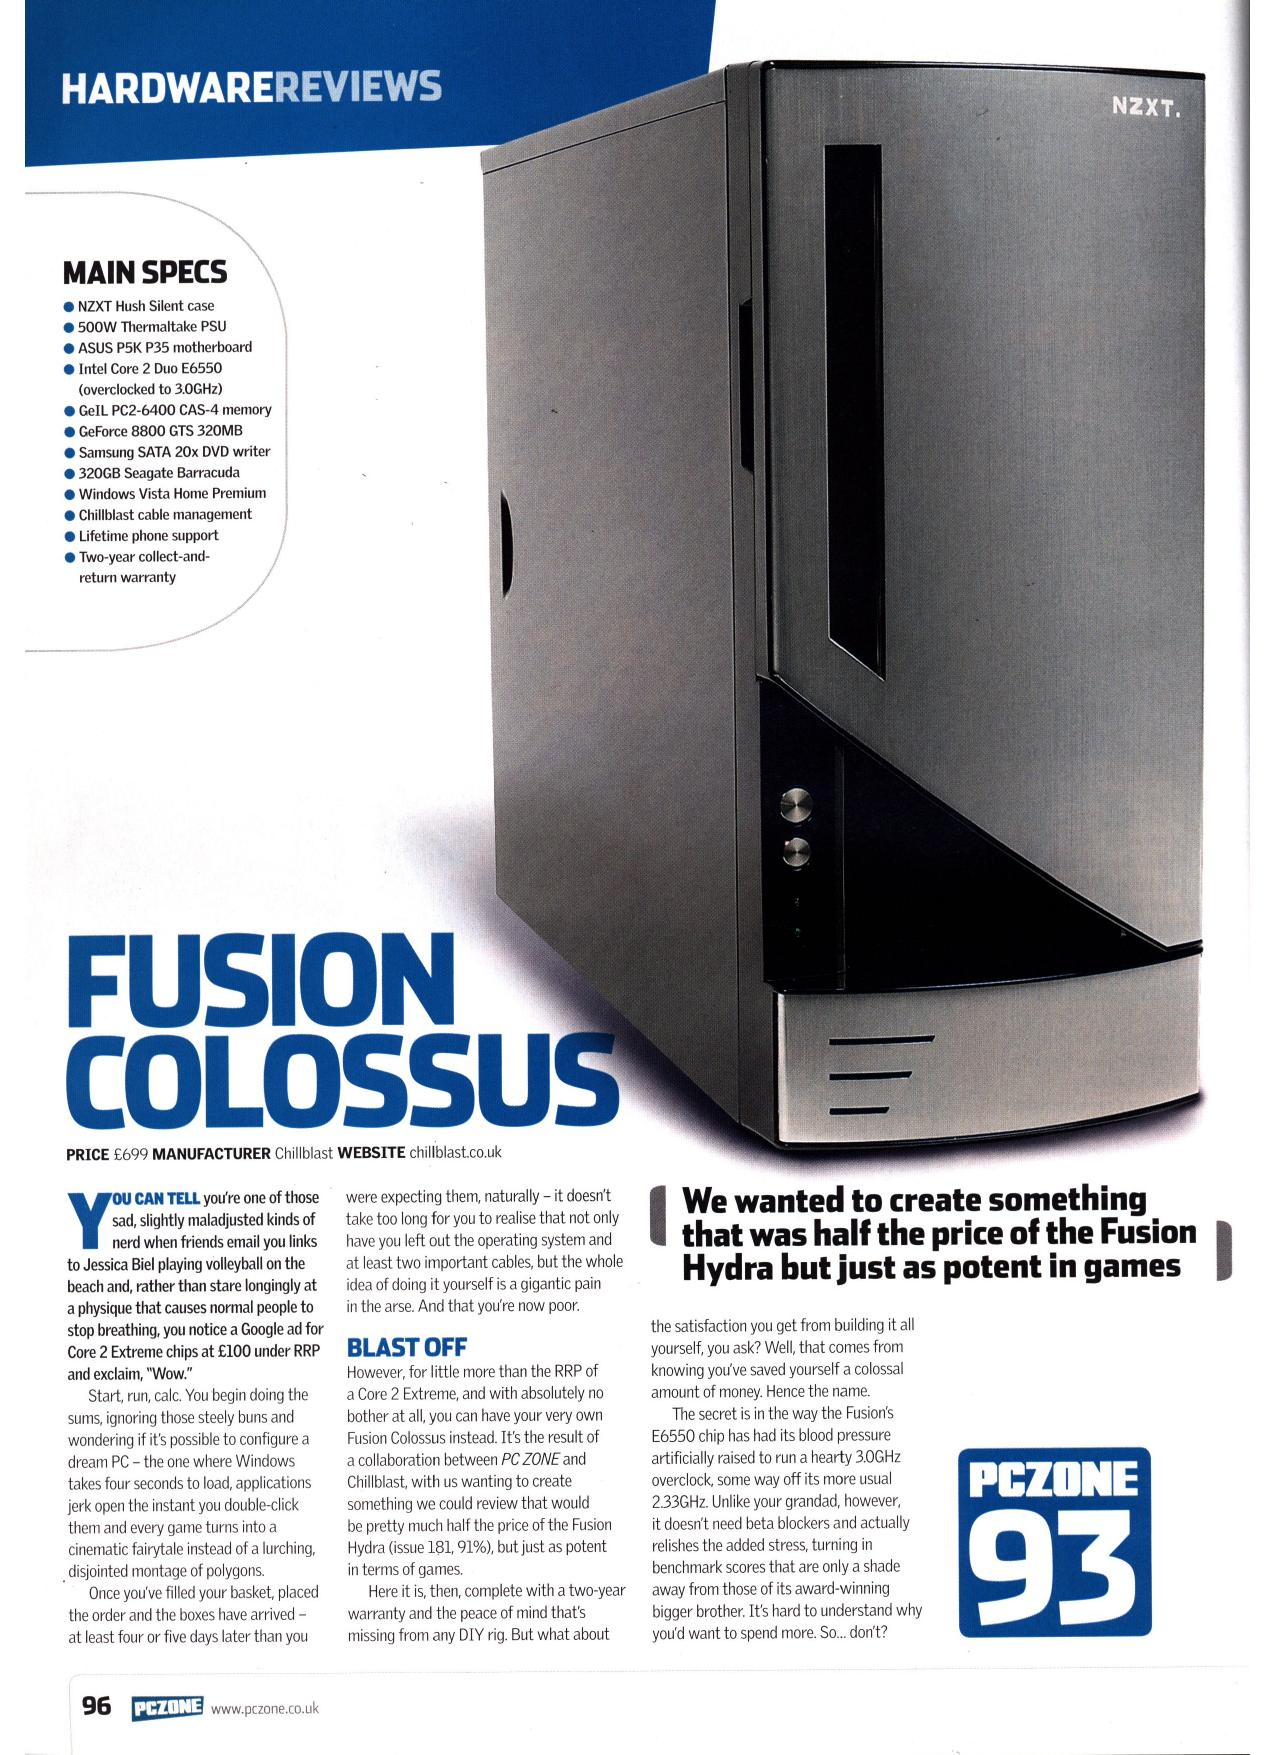 HARDWAREREVIEWS
NZXT.
MAIN SPECS
● NZXT Hush Silent case
● 500W Thermaltake PSU
● ASUS P5K P35 motherboard
● Intel Core 2 Duo E6550
(overclocked to 3.0GHz)
● GeIL PC2-6400 CAS-4 memory
● GeForce 8800 GTS 320MB
● Samsung SATA 20x DVD writer
● 320GB Seagate Barracuda
● Windows Vista Home Premium
● Chillblast cable management
● Lifetime phone support
● Two-year collect-and-
return warranty
FUSION
COLOSSUS
PRICE £699 MANUFACTURER Chillblast WEBSITE chillblast.co.uk
YOU CAN TELL you're one of those
sad, slightly maladjusted kinds of
nerd when friends email you links
to Jessica Biel playing volleyball on the
beach and, rather than stare longingly at
a physique that causes normal people to
stop breathing, you notice a Google ad for
Core 2 Extreme chips at £100 under RRP
and exclaim, "Wow."
Start, run, calc. You begin doing the
sums, ignoring those steely buns and
wondering if it's possible to configure a
dream PC – the one where Windows
takes four seconds to load, applications
jerk open the instant you double-click
them and every game turns into a
cinematic fairytale instead of a lurching,
disjointed montage of polygons.
Once you've filled your basket, placed
the order and the boxes have arrived –
at least four or five days later than you
were expecting them, naturally – it doesn't
take too long for you to realise that not only
have you left out the operating system and
at least two important cables, but the whole
idea of doing it yourself is a gigantic pain
in the arse. And that you're now poor.
BLAST OFF
However, for little more than the RRP of
a Core 2 Extreme, and with absolutely no
bother at all, you can have your very own
Fusion Colossus instead. It's the result of
a collaboration between PC ZONE and
Chillblast, with us wanting to create
something we could review that would
be pretty much half the price of the Fusion
Hydra (issue 181, 91%), but just as potent
in terms of games.
Here it is, then, complete with a two-year
warranty and the peace of mind that's
missing from any DIY rig. But what about
We wanted to create something
that was half the price of the Fusion
Hydra but just as potent in games
the satisfaction you get from building it all
yourself, you ask? Well, that comes from
knowing you've saved yourself a colossal
amount of money. Hence the name.
The secret is in the way the Fusion's
E6550 chip has had its blood pressure
artificially raised to run a hearty 3.0GHz
overclock, some way off its more usual
2.33GHz. Unlike your grandad, however,
it doesn't need beta blockers and actually
relishes the added stress, turning in
benchmark scores that are only a shade
away from those of its award-winning
bigger brother. It's hard to understand why
you'd want to spend more. So... don't?
PCZONE
93
96 PCZONE www.pczone.co.uk